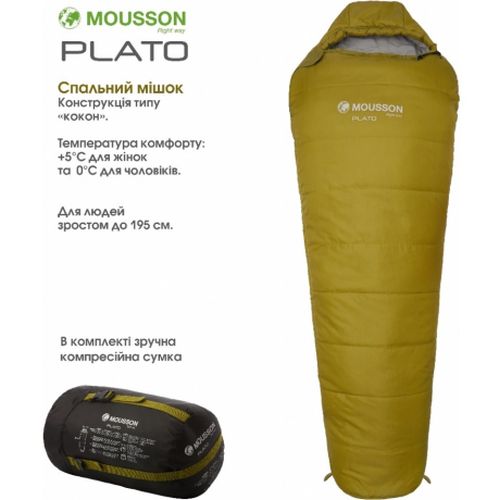 MOUSSON
Right way
PLATO
Спальний мішок
Конструкція типу
«кокон».
Температура комфорту:
+5°C для жінок
та 0°C для чоловіків.
Для людей
зростом до 195 см.
В комплекті зручна
компресійна сумка
MOUSSON
PLATO
MOUSSON
PLATO